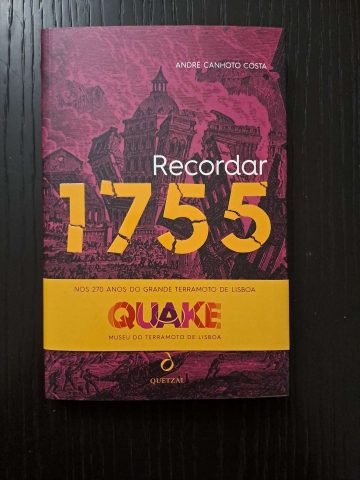 ANDRÉ CANHOTO COSTA
Recordar
1755
NOS 270 ANOS DO GRANDE TERRAMOTO DE LISBOA
QUAKE
MUSEU DO TERRAMOTO DE LISBOA
QUETZAL